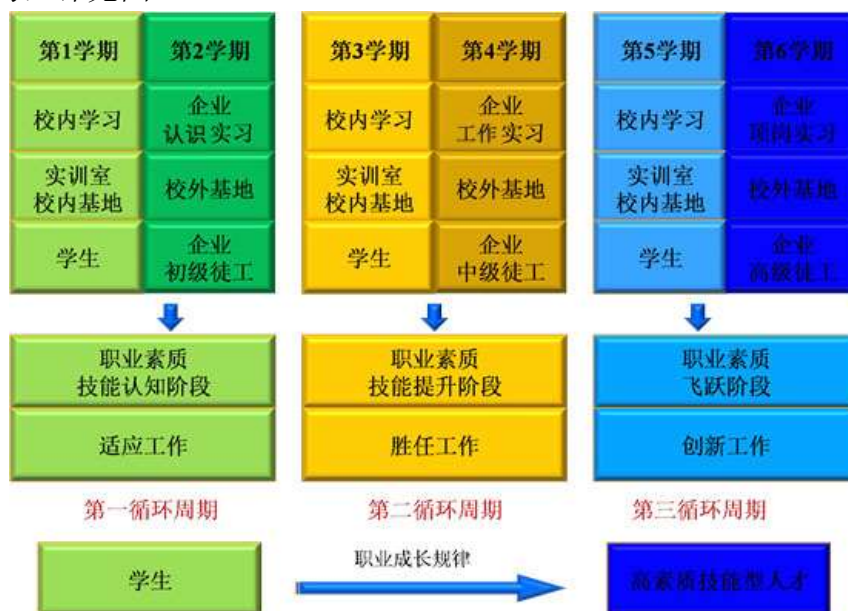 第1学期 第2学期 第3学期 第4学期 第5学期 第6学期
校内学习 企业 校内学习 企业 校内学习 企业
认识实习 工作实习 顶岗实习
实训室 校外基地 实训室 校外基地 实训室 校外基地
校内基地 校内基地 校内基地
学生 企业 学生 企业 学生 企业
初级徒工 中级徒工 高级徒工
职业素质 职业素质 职业素质
技能认知阶段 技能提升阶段 飞跃阶段
适应工作 胜任工作 创新工作
第一循环周期 第二循环周期 第三循环周期
职业成长规律
学生 高素质技能型人才